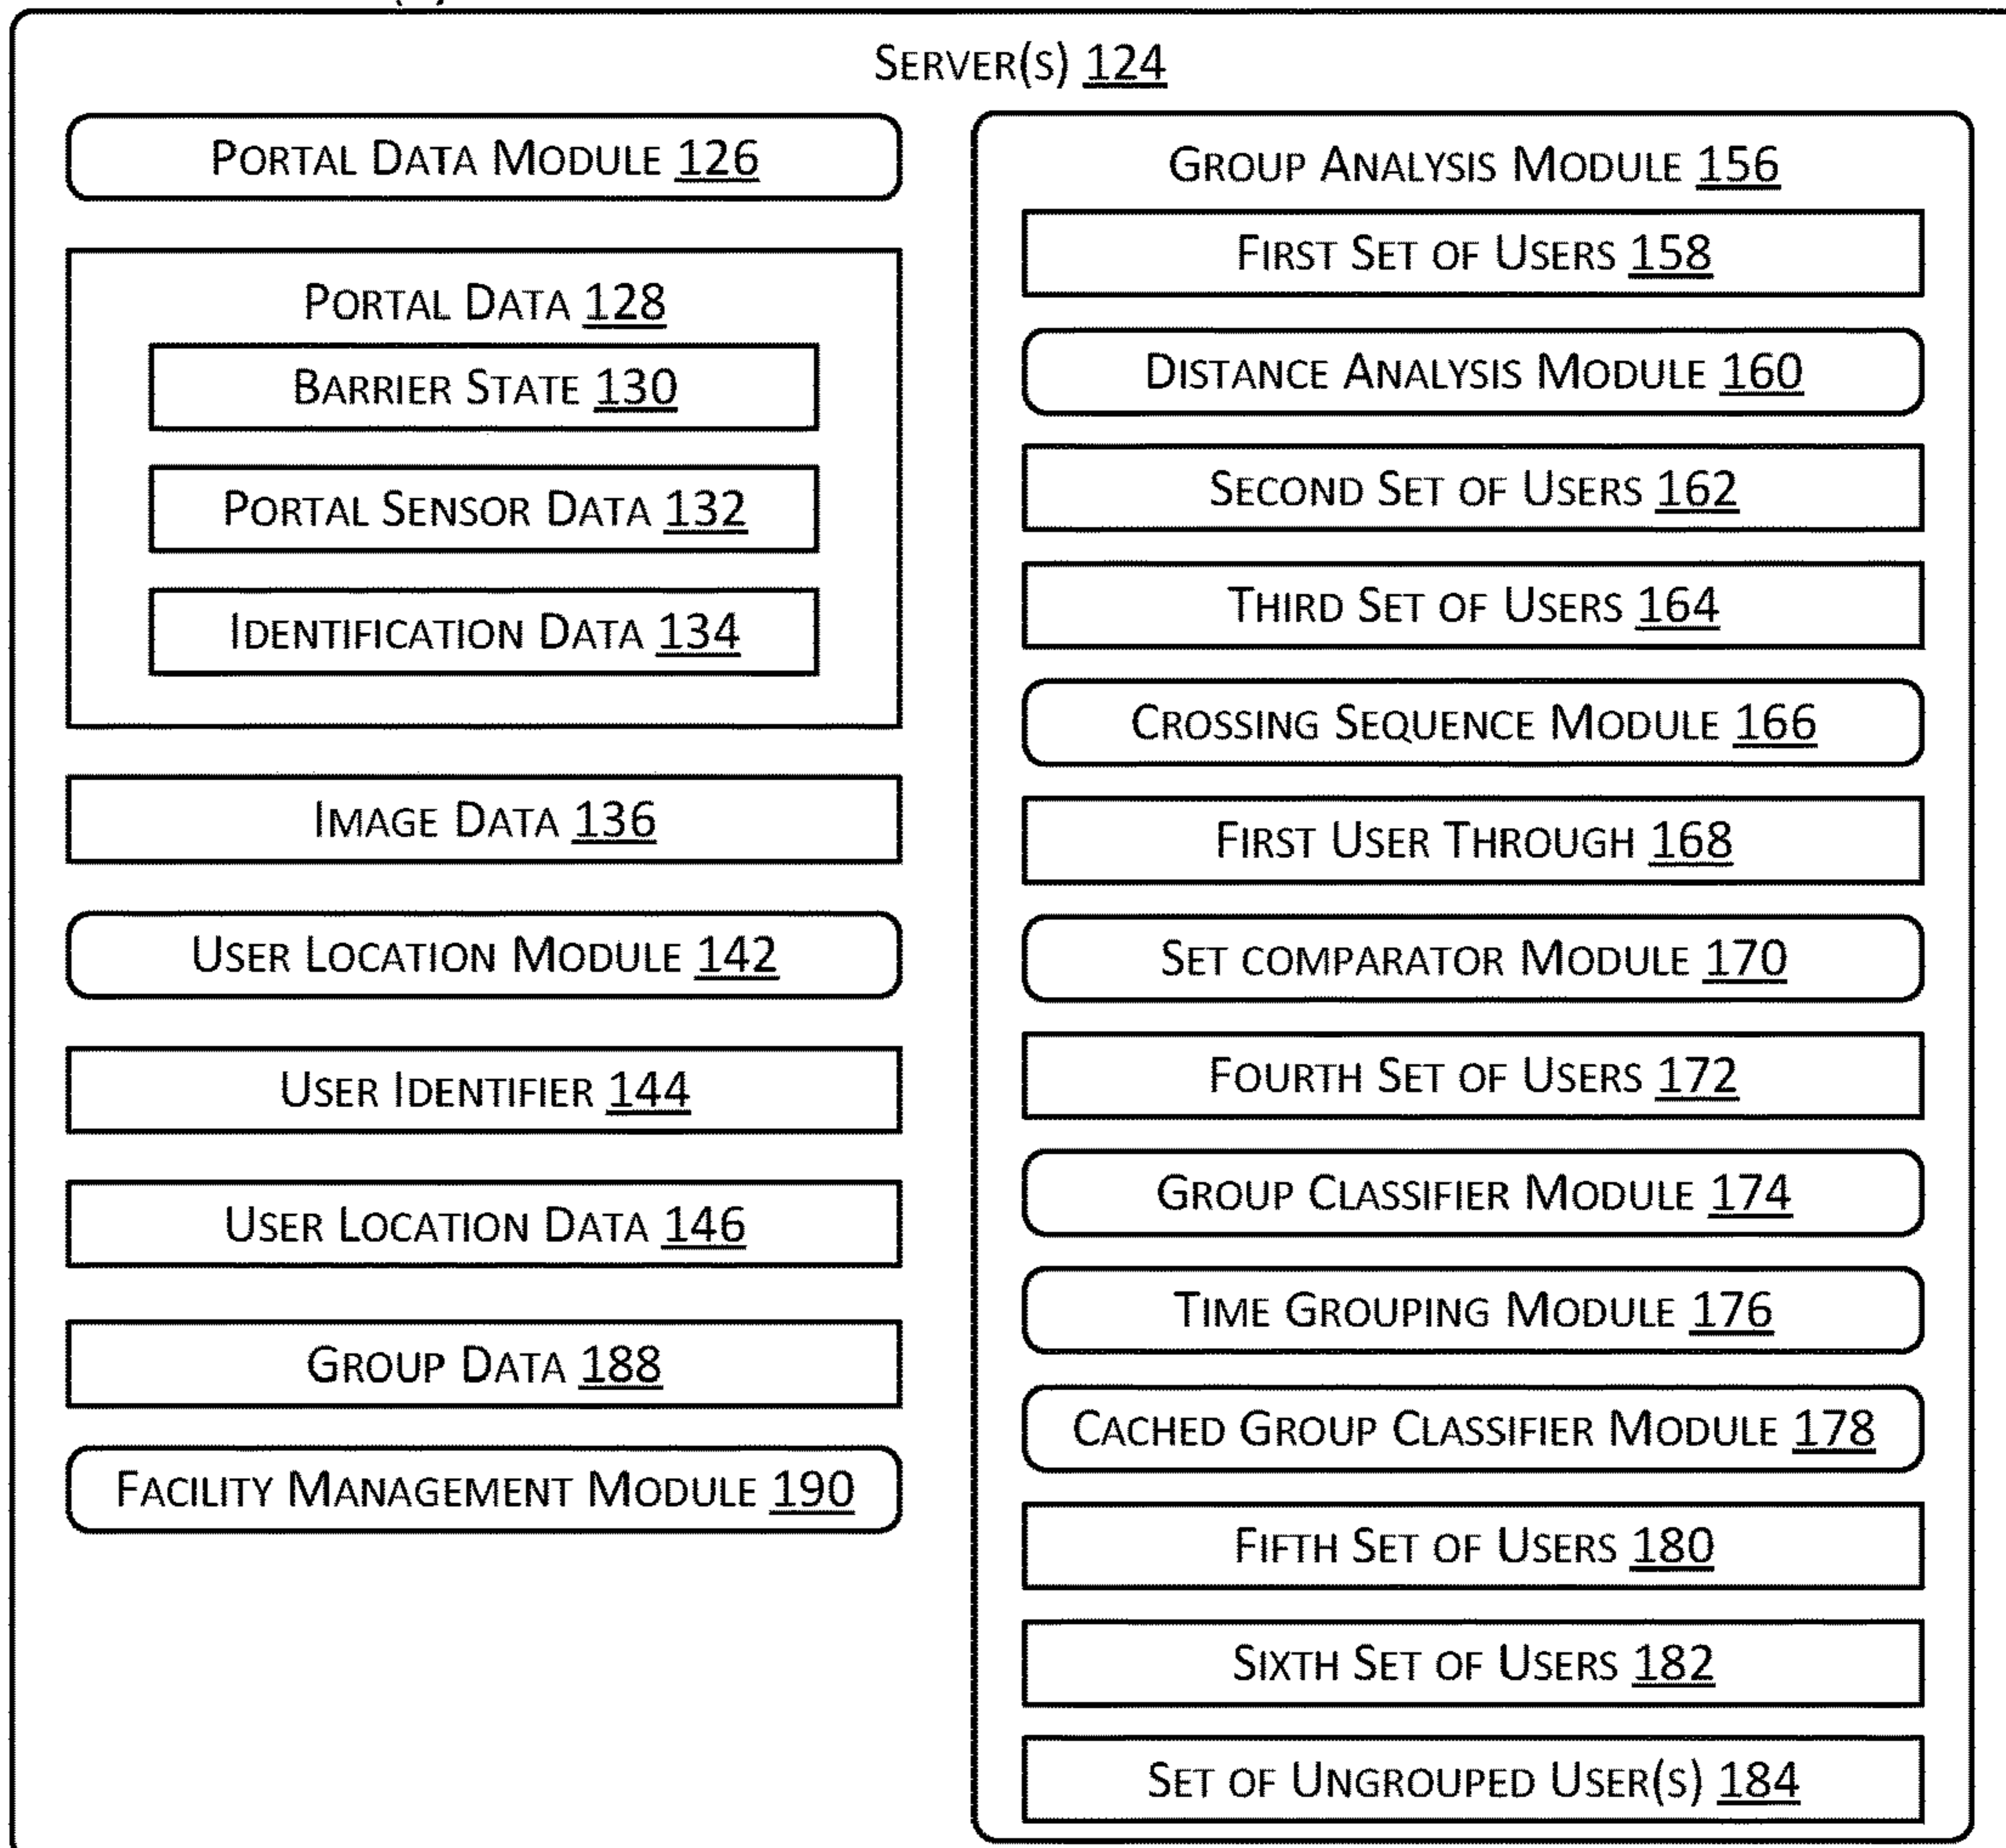 SERVER(S) 124
PORTAL DATA MODULE 126
PORTAL DATA 128
BARRIER STATE 130
PORTAL SENSOR DATA 132
IDENTIFICATION DATA 134
IMAGE DATA 136
USER LOCATION MODULE 142
USER IDENTIFIER 144
USER LOCATION DATA 146
GROUP DATA 188
FACILITY MANAGEMENT MODULE 190
GROUP ANALYSIS MODULE 156
FIRST SET OF USERS 158
DISTANCE ANALYSIS MODULE 160
SECOND SET OF USERS 162
THIRD SET OF USERS 164
CROSSING SEQUENCE MODULE 166
FIRST USER THROUGH 168
SET COMPARATOR MODULE 170
FOURTH SET OF USERS 172
GROUP CLASSIFIER MODULE 174
TIME GROUPING MODULE 176
CACHED GROUP CLASSIFIER MODULE 178
FIFTH SET OF USERS 180
SIXTH SET OF USERS 182
SET OF UNGROUPED USER(S) 184